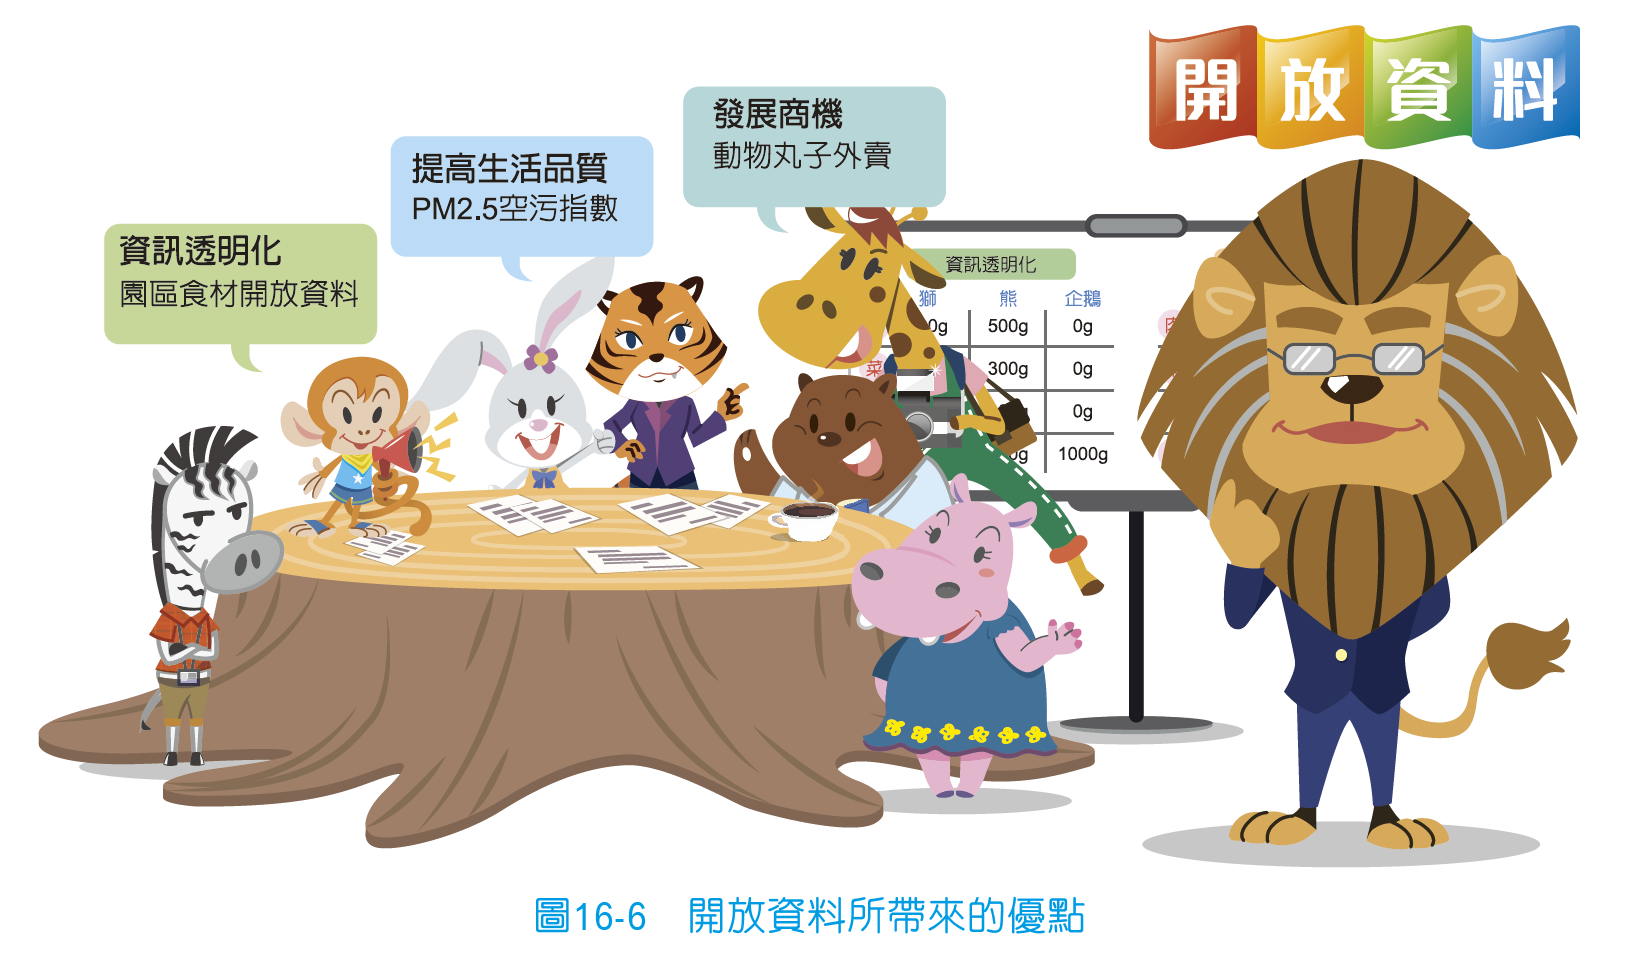 開放資料
發展商機
動物丸子外賣
提高生活品質
PM2.5空污指數
資訊透明化
園區食材開放資料
資訊透明化
獅 熊 企鵝
0g 500g 0g
菜 300g 0g
0g
0g 1000g
圖16-6 開放資料所帶來的優點